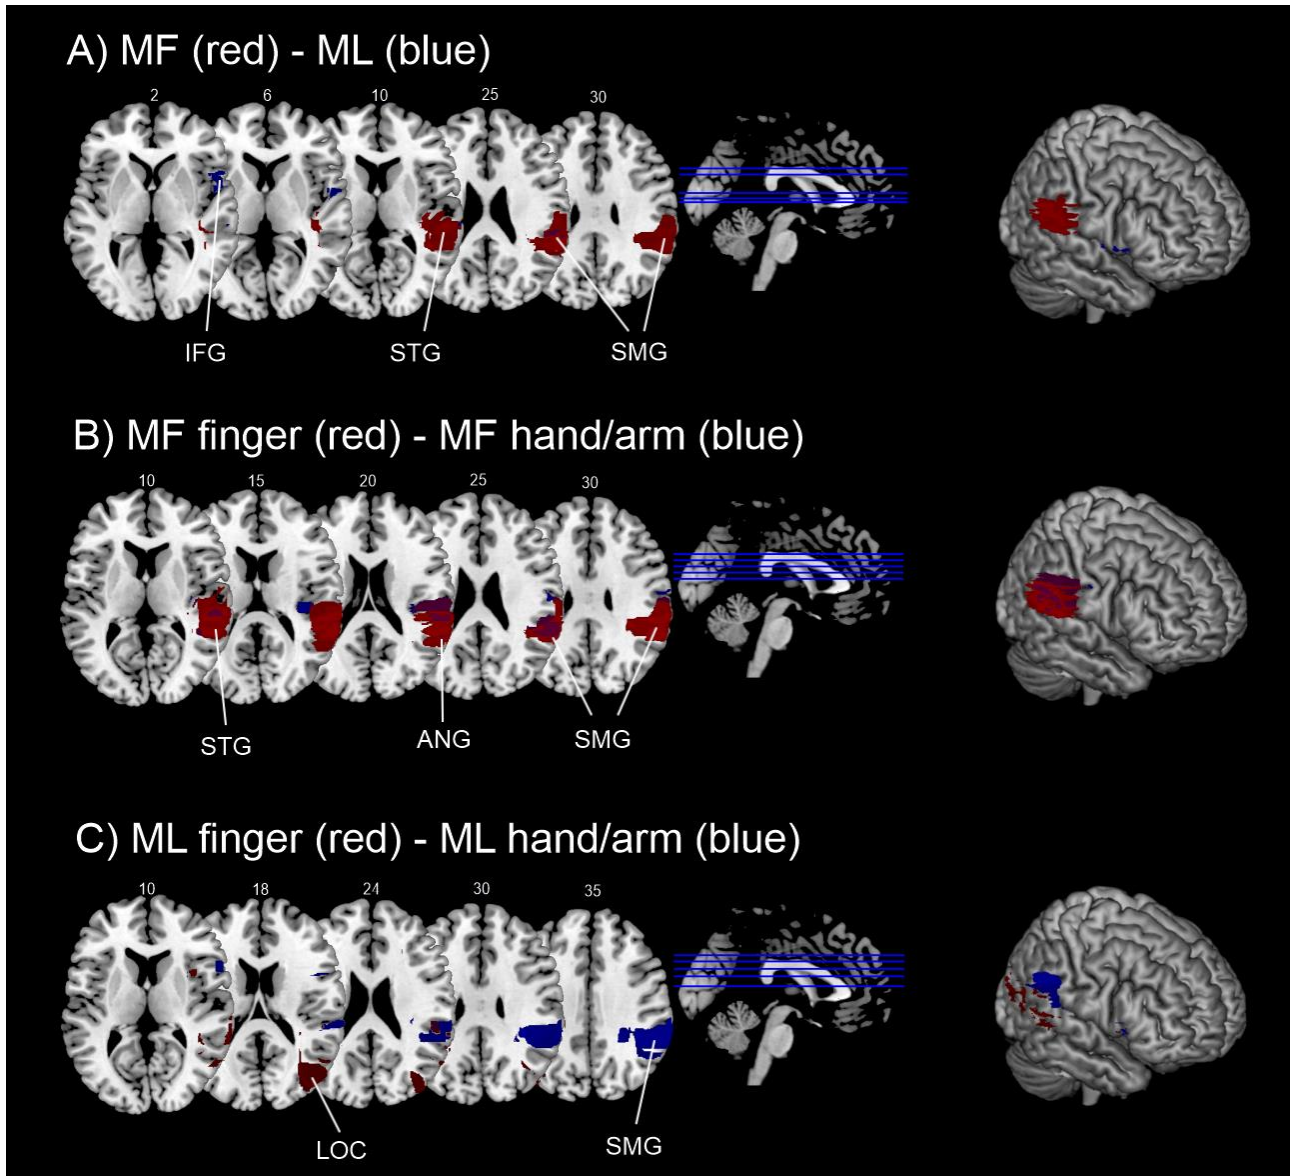 A) MF (red) - ML (blue)
2 6 10 25 30
IFG STG SMG
B) MF finger (red) - MF hand/arm (blue)
10 15 20 25 30
STG ANG SMG
C) ML finger (red) - ML hand/arm (blue)
10 18 24 30 35
LOC SMG